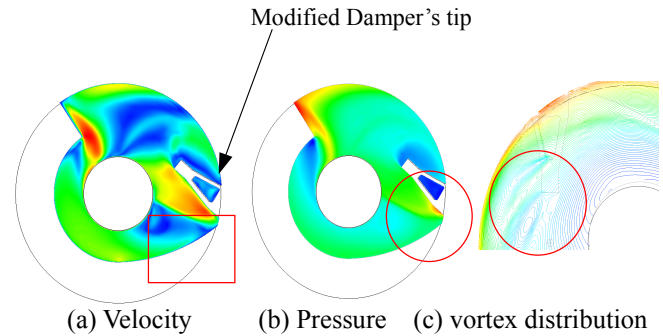 Modified Damper’s tip
(a) Velocity (b) Pressure (c) vortex distribution